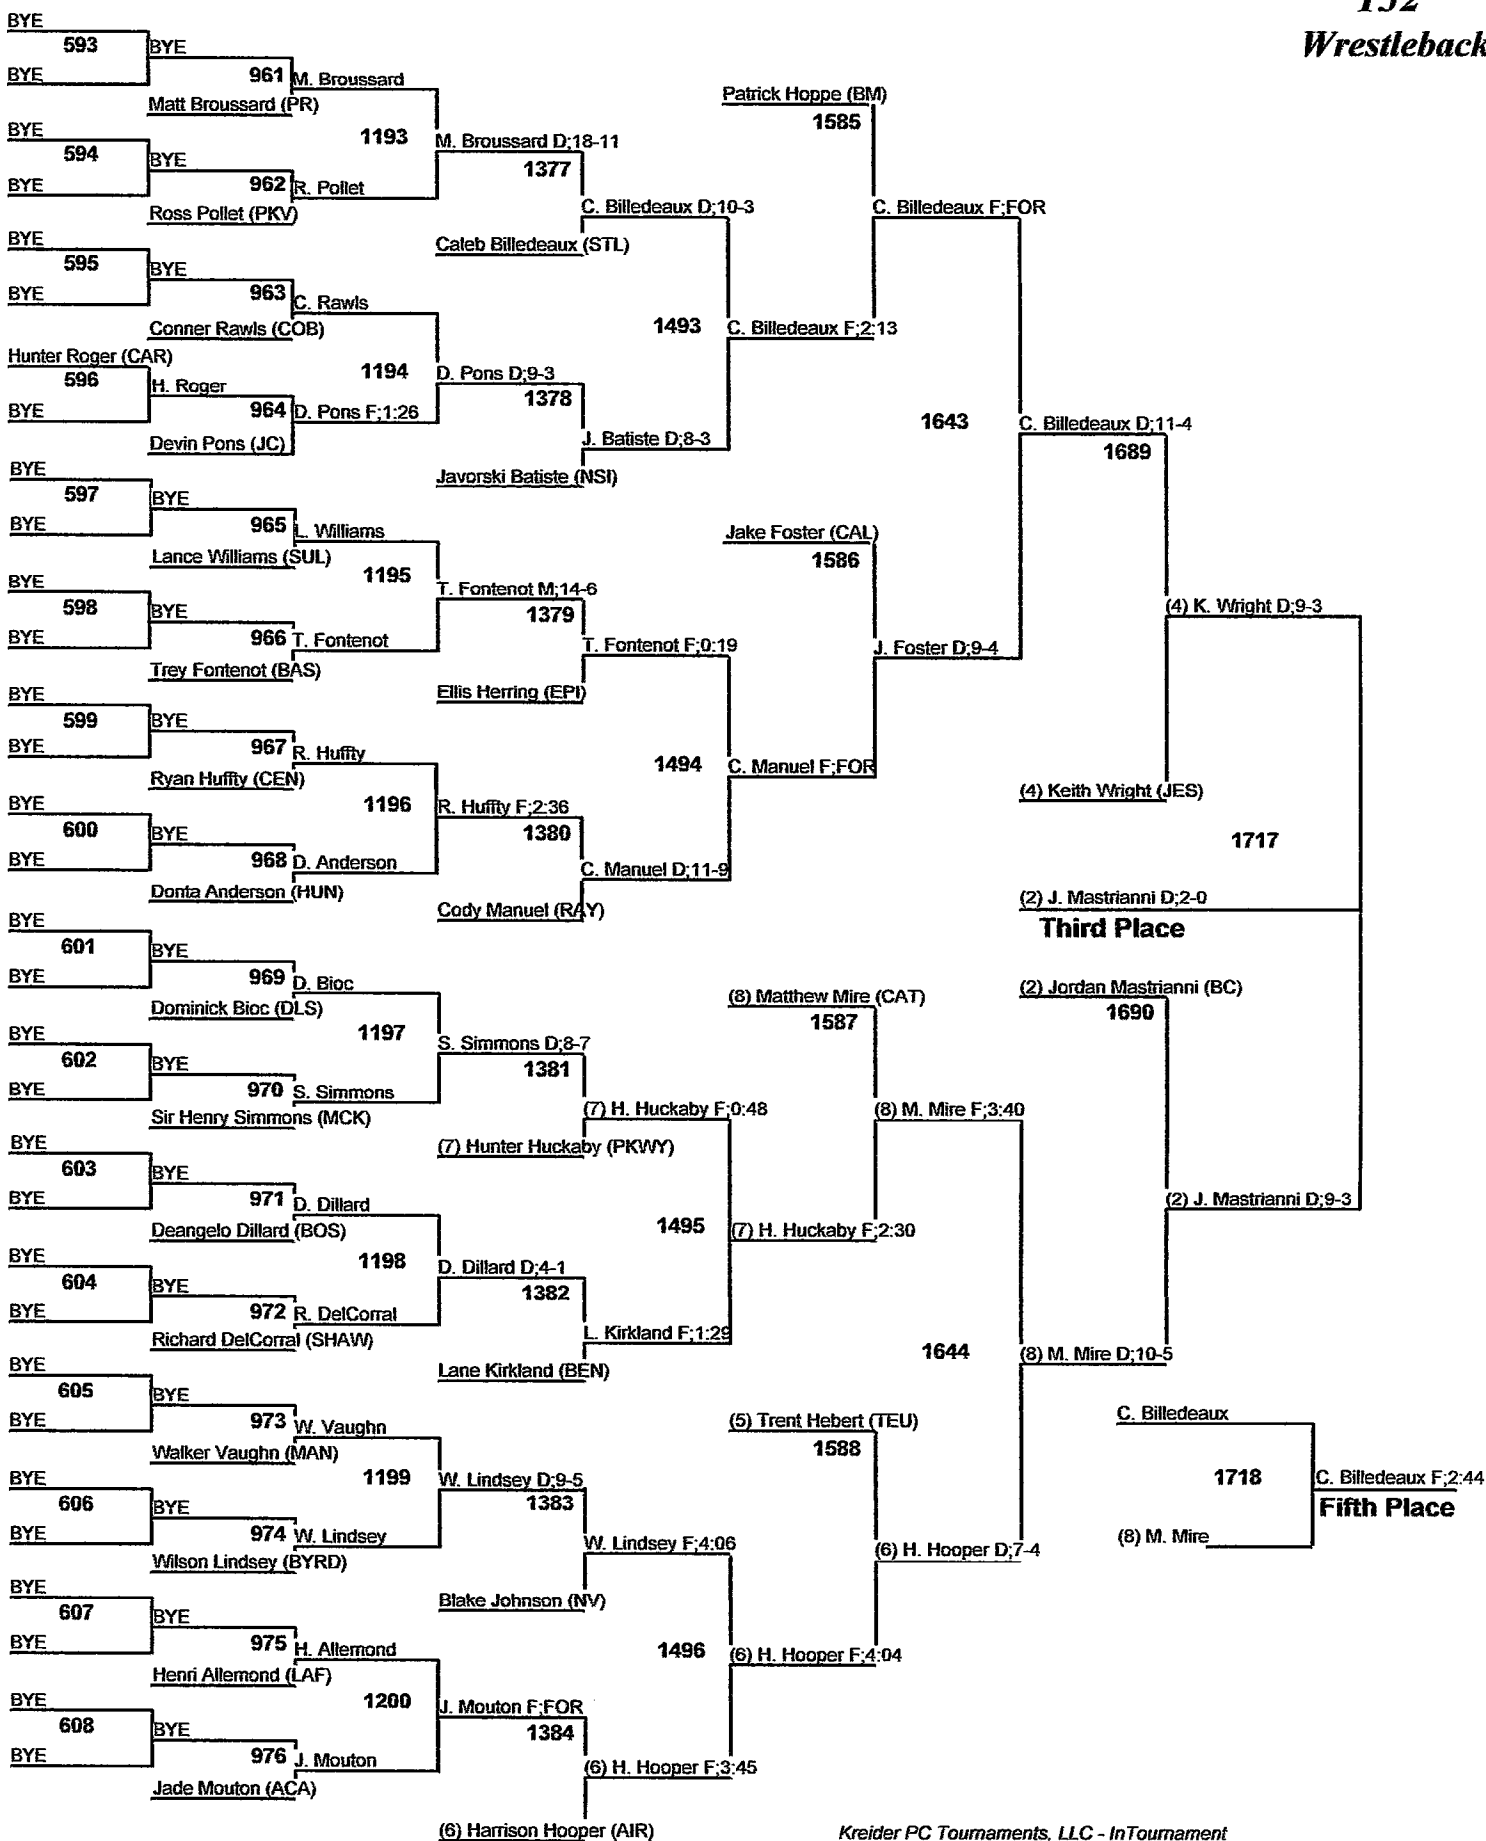 152
Wrestleback
BYE
593
BYE
BYE
961
M. Broussard
Matt Broussard (PR)
1193
BYE
594
BYE
BYE
962
R. Pollet
Ross Pollet (PKV)
M. Broussard D;18-11
1377
C. Billedeaux D;10-3
Caleb Billedeaux (STL)
Patrick Hoppe (BM)
1585
C. Billedeaux F;FOR
BYE
595
BYE
BYE
963
C. Rawls
Conner Rawls (COB)
1194
Hunter Roger (CAR)
596
BYE
H. Roger
964
D. Pons F;1:26
Devin Pons (JC)
D. Pons D;9-3
1378
J. Batiste D;8-3
Javorski Batiste (NSI)
1493
C. Billedeaux F;2:13
1643
C. Billedeaux D;11-4
1689
BYE
597
BYE
BYE
965
L. Williams
Lance Williams (SUL)
1195
BYE
598
BYE
BYE
966
T. Fontenot
Trey Fontenot (BAS)
T. Fontenot M;14-6
1379
T. Fontenot F;0:19
Ellis Herring (EPI)
Jake Foster (CAL)
1586
J. Foster D;9-4
(4) K. Wright D;9-3
BYE
599
BYE
BYE
967
R. Huffty
Ryan Huffty (CEN)
1196
BYE
600
BYE
BYE
968
D. Anderson
Donta Anderson (HUN)
R. Huffty F;2:36
1380
C. Manuel D;11-9
Cody Manuel (RAY)
1494
C. Manuel F;FOR
(4) Keith Wright (JES)
1717
(2) J. Mastrianni D;2-0
Third Place
BYE
601
BYE
BYE
969
D. Bioc
Dominick Bioc (DLS)
1197
BYE
602
BYE
BYE
970
S. Simmons
Sir Henry Simmons (MCK)
S. Simmons D;8-7
1381
(7) H. Huckaby F;0:48
(7) Hunter Huckaby (PKWY)
(8) Matthew Mire (CAT)
1587
(8) M. Mire F;3:40
(2) Jordan Mastrianni (BC)
1690
(2) J. Mastrianni D;9-3
BYE
603
BYE
BYE
971
D. Dillard
Deangelo Dillard (BOS)
1198
BYE
604
BYE
BYE
972
R. DelCorral
Richard DelCorral (SHAW)
D. Dillard D;4-1
1382
L. Kirkland F;1:29
Lane Kirkland (BEN)
1495
(7) H. Huckaby F;2:30
1644
(8) M. Mire D;10-5
BYE
605
BYE
BYE
973
W. Vaughn
Walker Vaughn (MAN)
1199
BYE
606
BYE
BYE
974
W. Lindsey
Wilson Lindsey (BYRD)
W. Lindsey D;9-5
1383
W. Lindsey F;4:06
Blake Johnson (NV)
(5) Trent Hebert (TEU)
1588
(6) H. Hooper D;7-4
C. Billedeaux
1718
C. Billedeaux F;2:44
Fifth Place
(8) M. Mire
BYE
607
BYE
BYE
975
H. Allemond
Henri Allemond (LAF)
1200
BYE
608
BYE
BYE
976
J. Mouton
Jade Mouton (ACA)
J. Mouton F;FOR
1384
(6) H. Hooper F;3:45
(6) Harrison Hooper (AIR)
1496
(6) H. Hooper F;4:04
Kreider PC Tournaments, LLC - InTournament